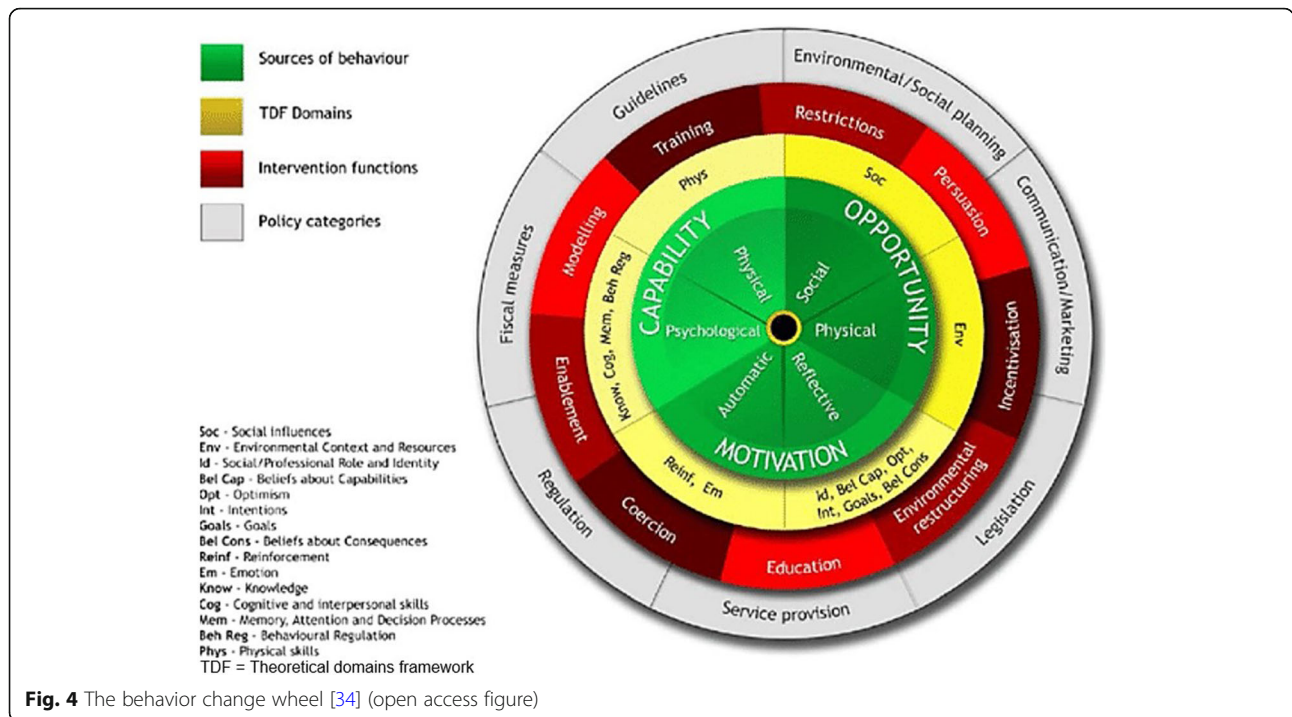 Sources of behaviour
TDF Domains
Intervention functions
Policy categories
Guidelines
Environmental/Social planning
Communication/Marketing
Legislation
Service provision
Regulation
Fiscal measures
Training
Restrictions
Persuasion
Incentivisation
Environmental
restructuring
Education
Coercion
Enablement
Modelling
Phys
Soc
Env
Id, Bel Cap, Opt,
Int, Goals, Bel Cons
Reinf, Em
Know, Cog, Mem, Beh Reg
CAPABILITY
OPPORTUNITY
MOTIVATION
Physical
Social
Psychological
Physical
Automatic
Reflective
Soc - Social influences
Env - Environmental Context and Resources
Id - Social/Professional Role and Identity
Bel Cap - Beliefs about Capabilities
Opt - Optimism
Int - Intentions
Goals - Goals
Bel Cons - Beliefs about Consequences
Reinf - Reinforcement
Em - Emotion
Know - Knowledge
Cog - Cognitive and interpersonal skills
Mem - Memory, Attention and Decision Processes
Beh Reg - Behavioural Regulation
Phys - Physical skills
TDF = Theoretical domains framework
Fig. 4 The behavior change wheel [34] (open access figure)